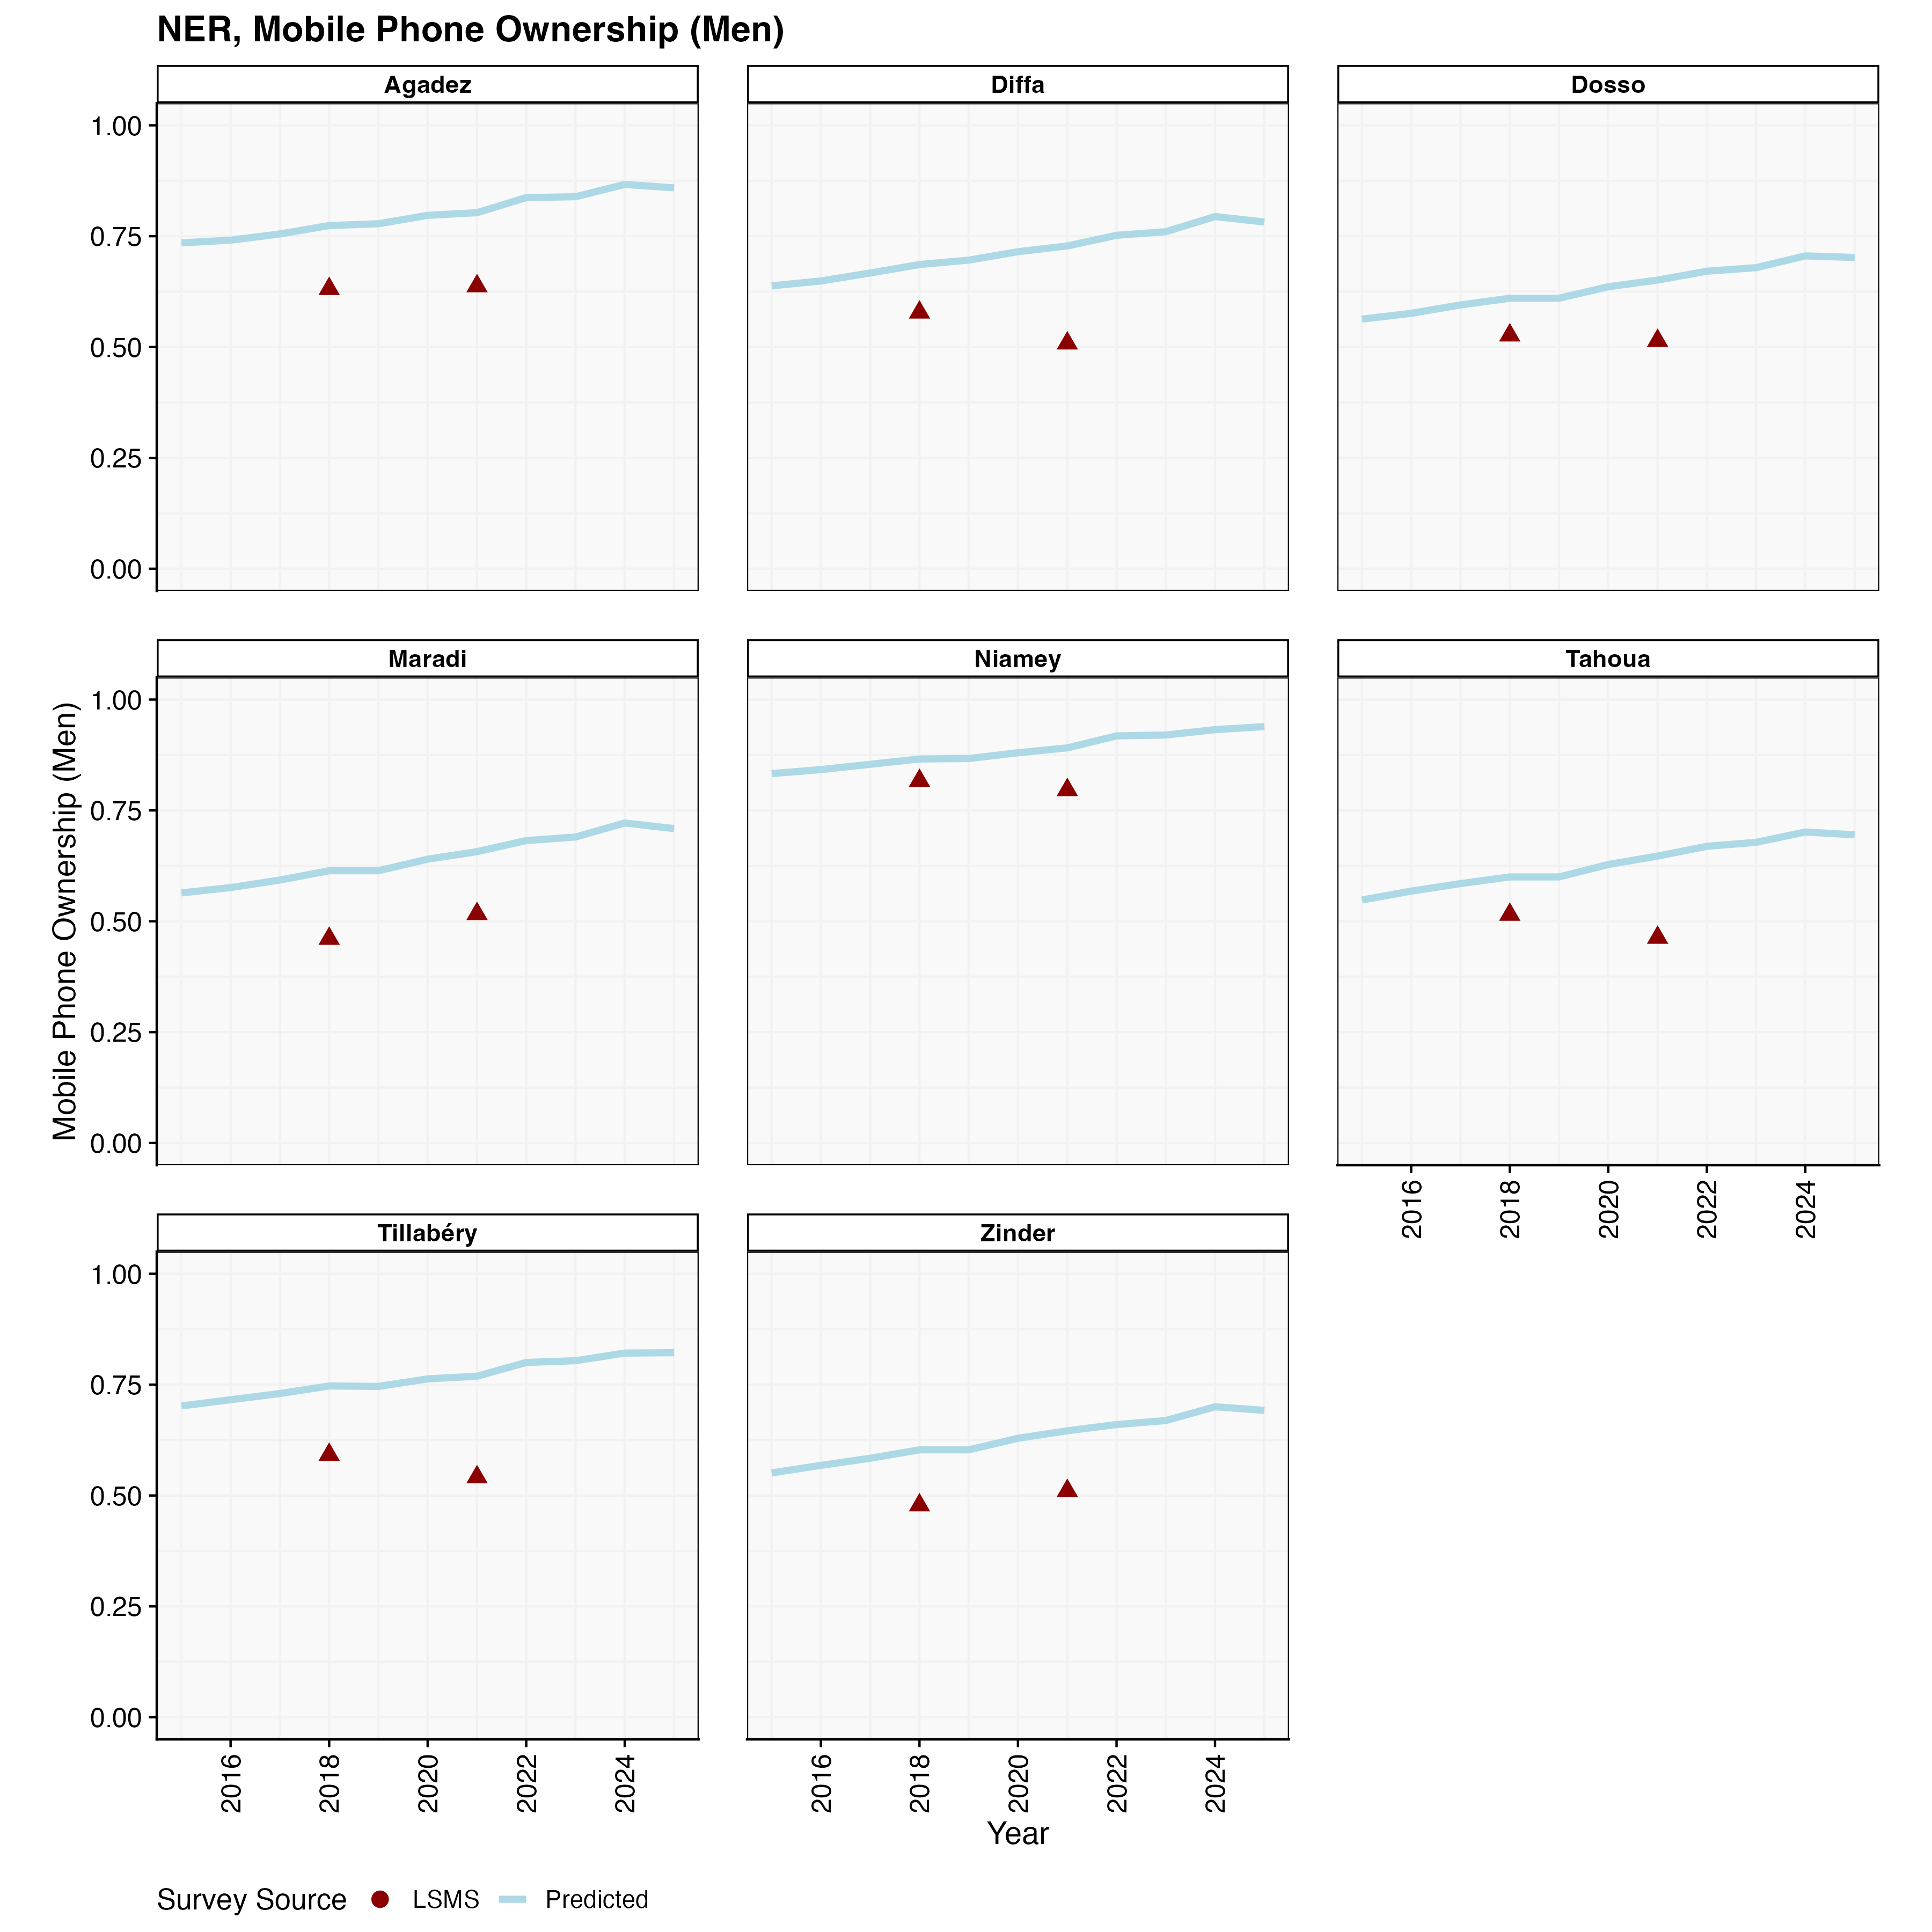 NER, Mobile Phone Ownership (Men)
Agadez
Diffa
Dosso
1.00
0.75
0.50
0.25
0.00
Mobile Phone Ownership (Men)
Maradi
Niamey
Tahoua
1.00
0.75
0.50
0.25
0.00
2016 2018 2020 2022 2024
Tillabéry
Zinder
1.00
0.75
0.50
0.25
0.00
2016 2018 2020 2022 2024
2016 2018 2020 2022 2024
Year
Survey Source LSMS Predicted